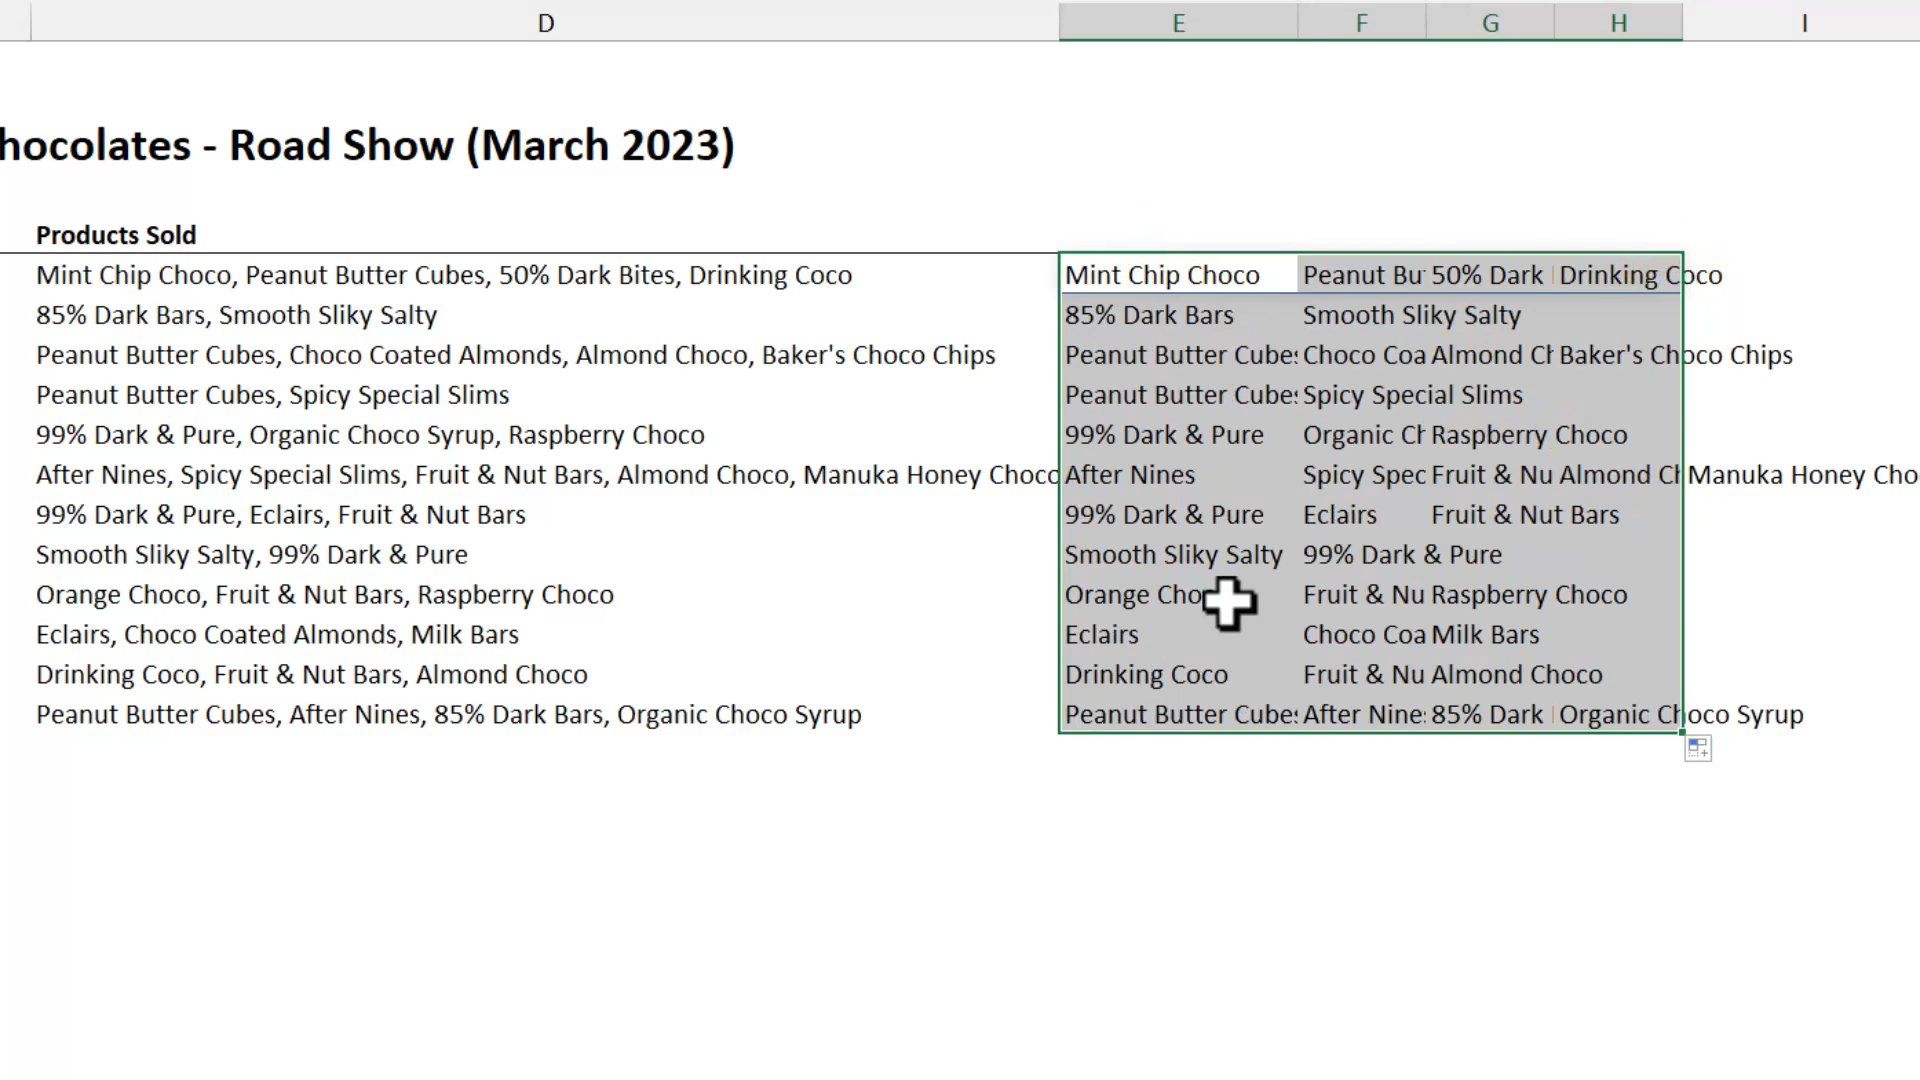 D E F G H I
hocolates - Road Show (March 2023)
Products Sold
Mint Chip Choco, Peanut Butter Cubes, 50% Dark Bites, Drinking Coco Mint Chip Choco Peanut Bu 50% Dark Drinking Coco
85% Dark Bars, Smooth Sliky Salty 85% Dark Bars Smooth Sliky Salty
Peanut Butter Cubes, Choco Coated Almonds, Almond Choco, Baker's Choco Chips Peanut Butter Cubes Choco Coa Almond Ch Baker's Choco Chips
Peanut Butter Cubes, Spicy Special Slims Peanut Butter Cubes Spicy Special Slims
99% Dark & Pure, Organic Choco Syrup, Raspberry Choco 99% Dark & Pure Organic Ch Raspberry Choco
After Nines, Spicy Special Slims, Fruit & Nut Bars, Almond Choco, Manuka Honey Choco After Nines Spicy Spec Fruit & Nu Almond Ch Manuka Honey Cho
99% Dark & Pure, Eclairs, Fruit & Nut Bars 99% Dark & Pure Eclairs Fruit & Nut Bars
Smooth Sliky Salty, 99% Dark & Pure Smooth Sliky Salty 99% Dark & Pure
Orange Choco, Fruit & Nut Bars, Raspberry Choco Orange Cho Fruit & Nu Raspberry Choco
Eclairs, Choco Coated Almonds, Milk Bars Eclairs Choco Coa Milk Bars
Drinking Coco, Fruit & Nut Bars, Almond Choco Drinking Coco Fruit & Nu Almond Choco
Peanut Butter Cubes, After Nines, 85% Dark Bars, Organic Choco Syrup Peanut Butter Cubes After Nine 85% Dark Organic Choco Syrup